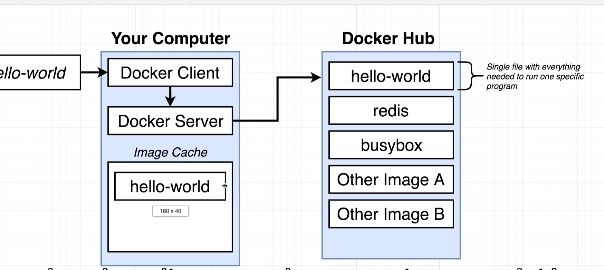 Your Computer
Docker Hub
ello-world
Docker Client
Docker Server
Image Cache
hello-world
160 x 40
hello-world
redis
busybox
Other Image A
Other Image B
Single file with everything
needed to run one specific
program